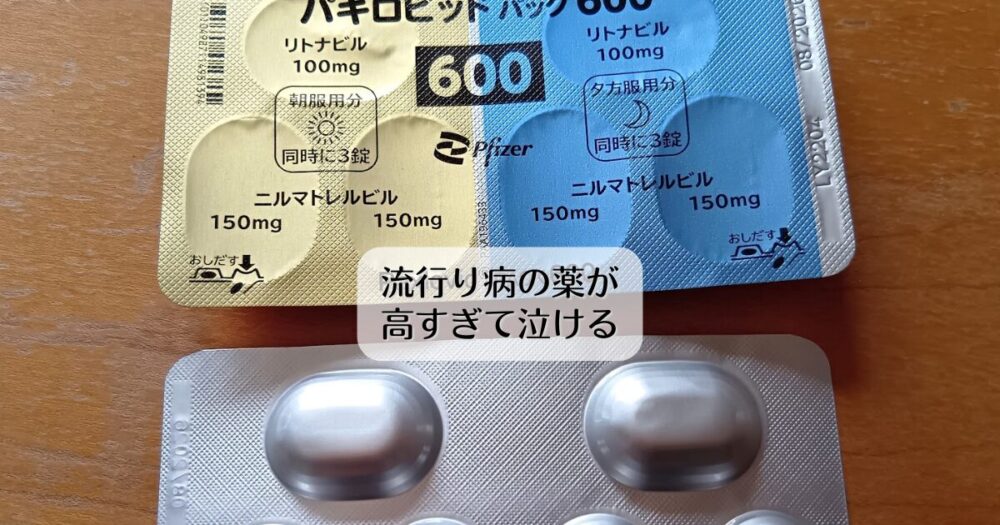 パキロビッド パック 600
リトナビル
100mg
リトナビル
100mg
600
朝服用分
同時に3錠
夕方服用分
同時に3錠
Pfizer
ニルマトレルビル
150mg
150mg
ニルマトレルビル
150mg
150mg
おしだす
おしだす
LY2204
流行り病の薬が
高すぎて泣ける